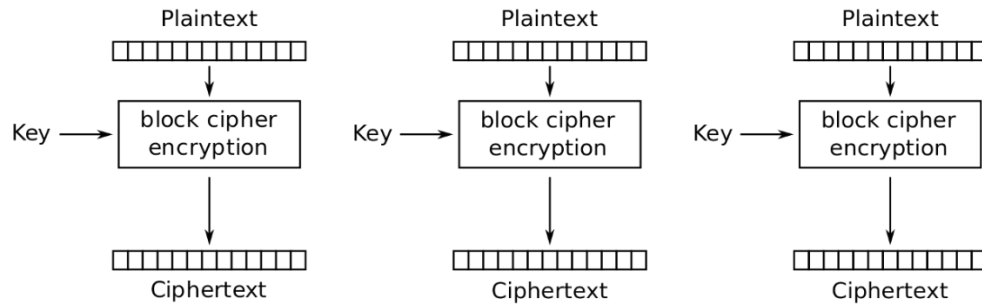 Plaintext Plaintext Plaintext
Key block cipher encryption Key block cipher encryption Key block cipher encryption
Ciphertext Ciphertext Ciphertext